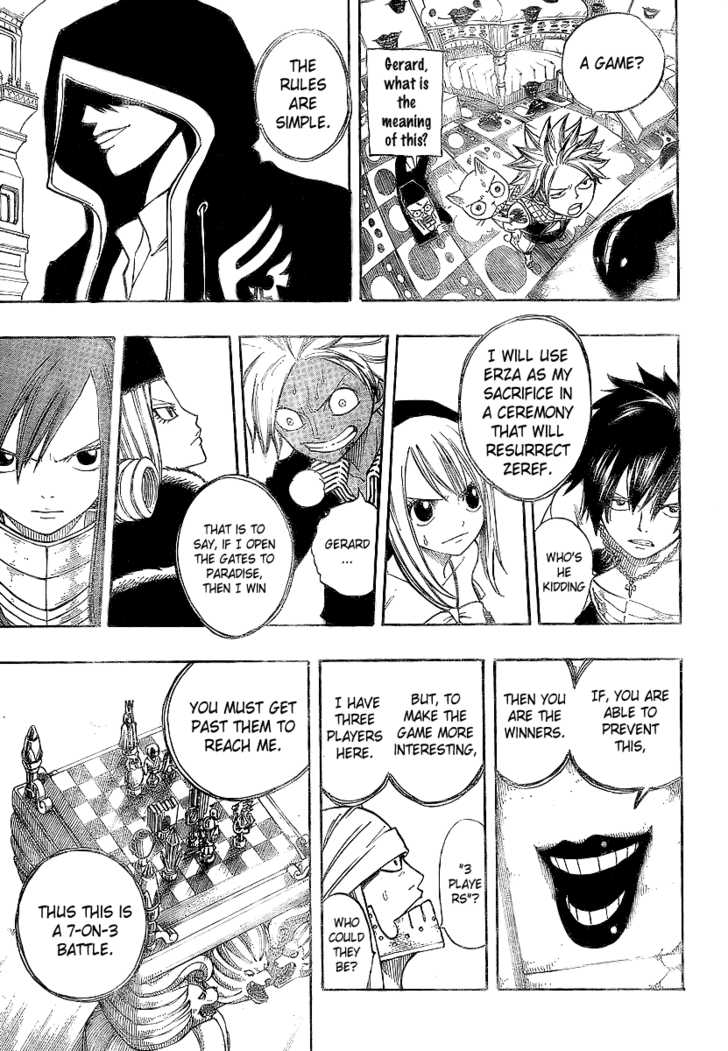 A GAME?
Gerard,
what is
the
meaning
of this?
THE
RULES
ARE
SIMPLE.
I WILL USE
ERZA AS MY
SACRIFICE IN
A CEREMONY
THAT WILL
RESURRECT
ZEREF.
WHO'S
HE
KIDDING
GERARD
...
THAT IS TO
SAY, IF I OPEN
THE GATES TO
PARADISE,
THEN I WIN
IF, YOU ARE
ABLE TO
PREVENT
THIS,
THEN YOU
ARE THE
WINNERS.
BUT, TO
MAKE THE
GAME MORE
INTERESTING,
I HAVE
THREE
PLAYERS
HERE.
"3
PLAYE
RS"?
WHO
COULD
THEY
BE?
YOU MUST GET
PAST THEM TO
REACH ME.
THUS THIS IS
A 7-ON-3
BATTLE.